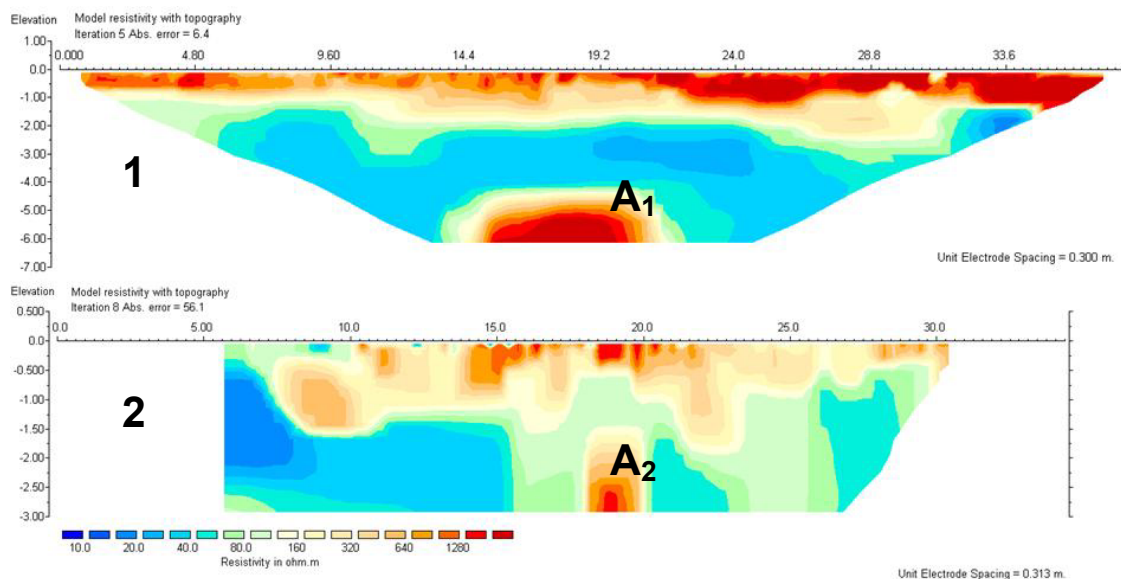 Elevation Model resistivity with topography
Iteration 5 Abs. error = 6.4
1.00
0.000 4.80 9.60 14.4 19.2 24.0 28.8 33.6
0.0
-1.00
-2.00
-3.00
1
-4.00
A1
-5.00
-6.00
Unit Electrode Spacing = 0.300 m.
-7.00
Elevation Model resistivity with topography
Iteration 8 Abs. error = 56.1
0.500
0.0 5.00 10.0 15.0 20.0 25.0 30.0
0.0
-0.500
-1.00
2
-1.50
-2.00
A2
-2.50
-3.00
10.0 20.0 40.0 80.0 160 320 640 1280
Resistivity in ohm.m
Unit Electrode Spacing = 0.313 m.